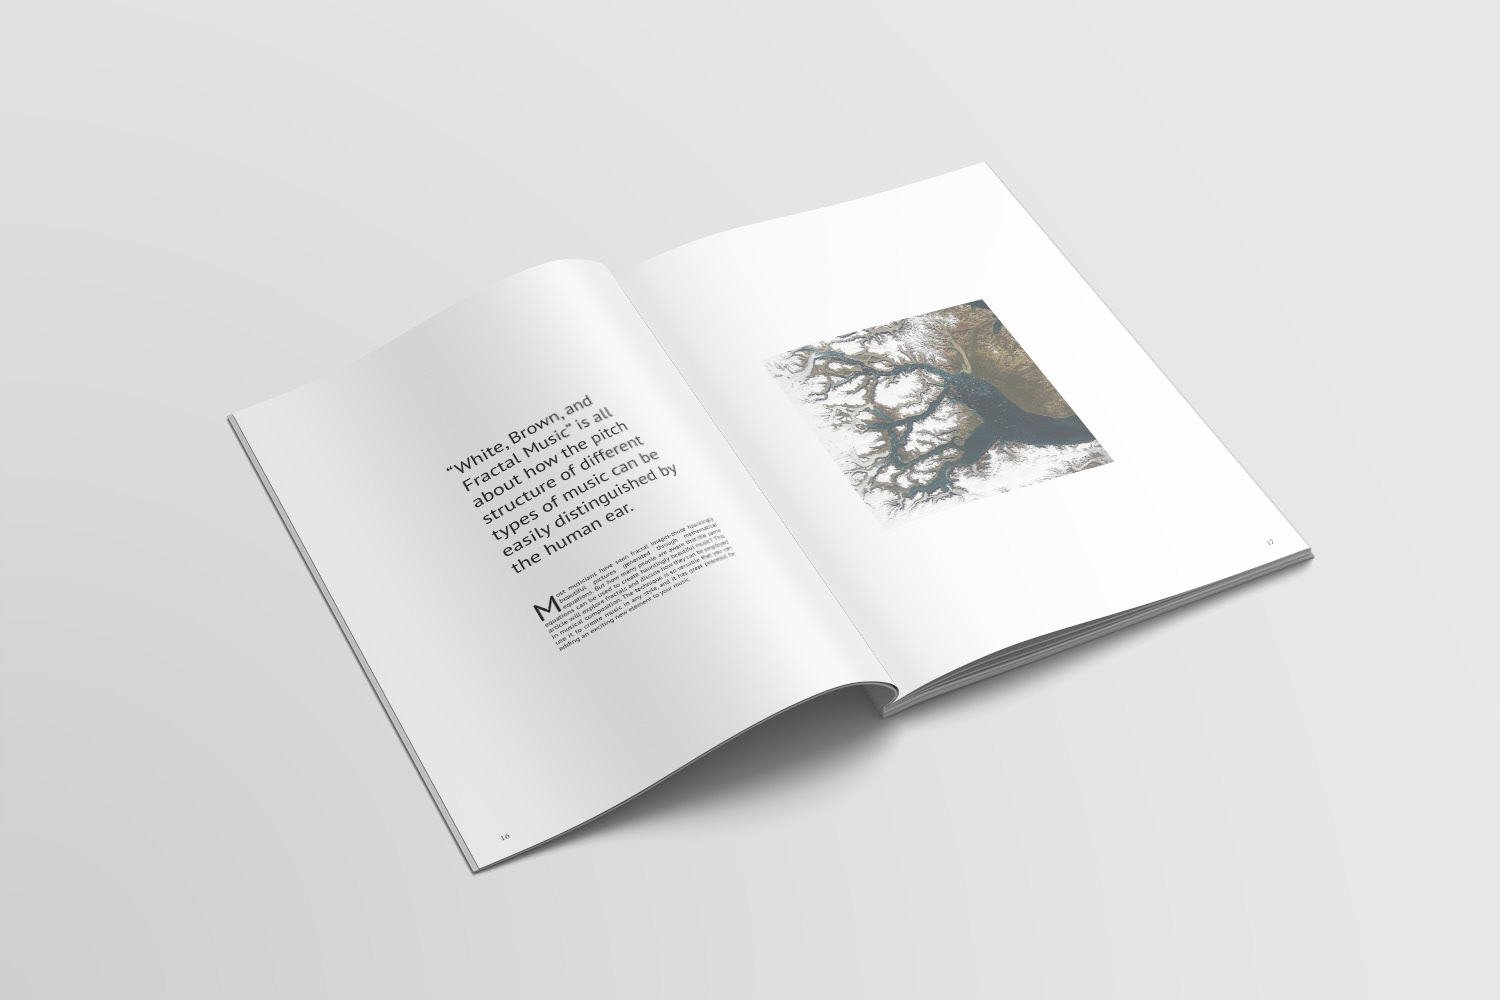 “White, Brown, and
Fractal Music” is all
about how the pitch
structure of different
types of music can be
easily distinguished by
the human ear.
Most musicians have seen fractal images-those hauntingly
beautiful pictures generated through mathematical
equations. But how many people are aware that the same
equations can be used to create hauntingly beautiful music? This
article will explore fractals and discuss how they can be employed
in musical composition. The technique is so versatile that you can
use it to create music in any style, and it has great potential for
adding an exciting new element to your music.
16
17